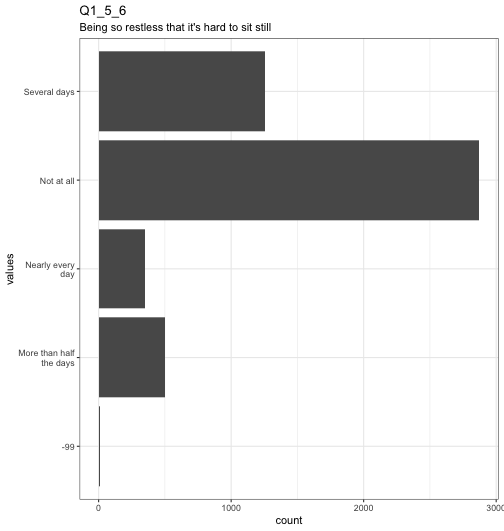 Q1_5_6
Being so restless that it's hard to sit still
Several days
Not at all
Nearly every
day
More than half
the days
-99
values
0
1000
2000
3000
count